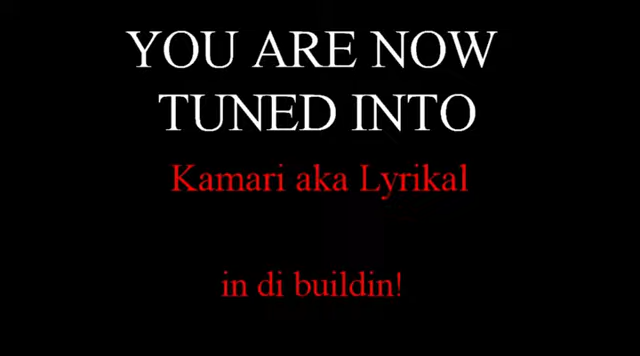 YOU ARE NOW
TUNED INTO
Kamari aka Lyrikal
in di buildin!